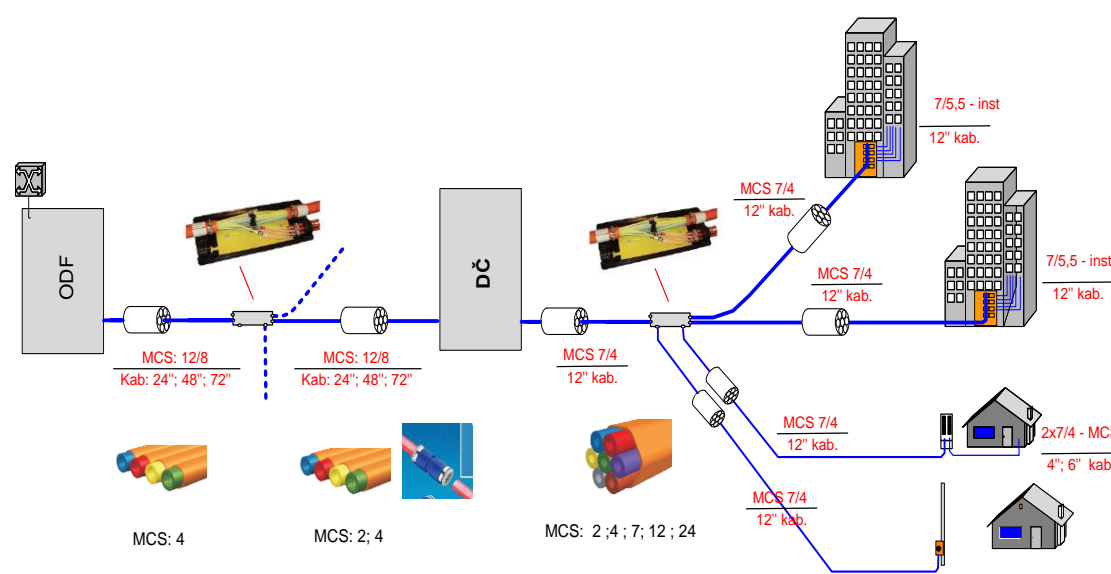 7/5,5 - inst
12" kab.
MCS 7/4
12" kab.
ODF
DČ
MCS 7/4
12" kab.
7/5,5 - inst
12" kab.
MCS: 12/8
Kab: 24"; 48"; 72"
MCS: 12/8
Kab: 24"; 48"; 72"
MCS 7/4
12" kab.
MCS 7/4
12" kab.
2x7/4 - MC
4"; 6" kab
MCS 7/4
12" kab.
MCS: 4
MCS: 2; 4
MCS: 2 ;4 ; 7; 12 ; 24